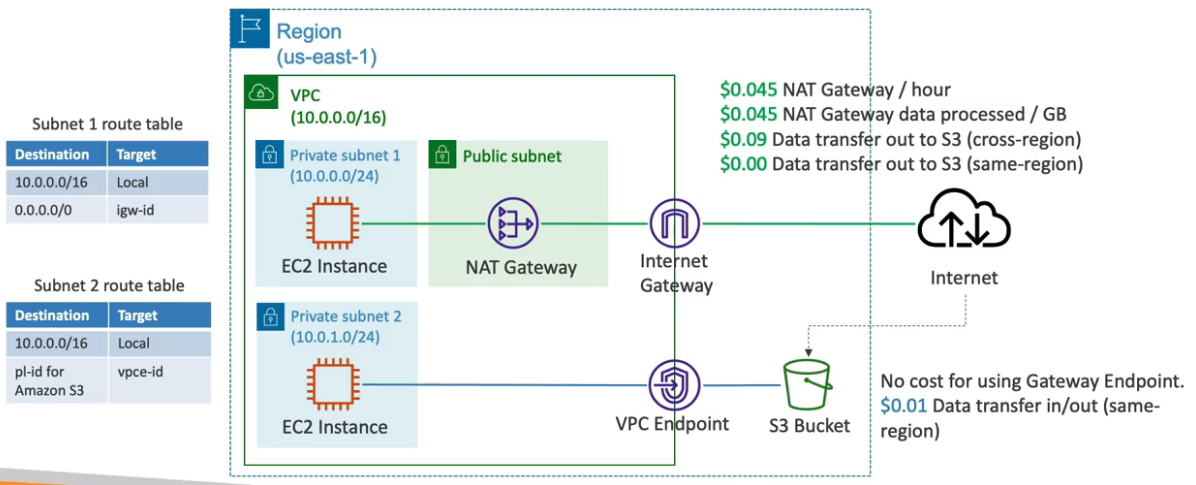 Region
(us-east-1)
VPC
(10.0.0.0/16)
$0.045 NAT Gateway / hour
$0.045 NAT Gateway data processed / GB
$0.09 Data transfer out to S3 (cross-region)
$0.00 Data transfer out to S3 (same-region)
Subnet 1 route table
Destination Target
10.0.0.0/16 Local
0.0.0.0/0 igw-id
Private subnet 1
(10.0.0.0/24)
EC2 Instance
Public subnet
NAT Gateway
Internet
Gateway
Internet
Subnet 2 route table
Destination Target
10.0.0.0/16 Local
pl-id for vpce-id
Amazon S3
Private subnet 2
(10.0.1.0/24)
EC2 Instance
VPC Endpoint
S3 Bucket
No cost for using Gateway Endpoint.
$0.01 Data transfer in/out (same-
region)